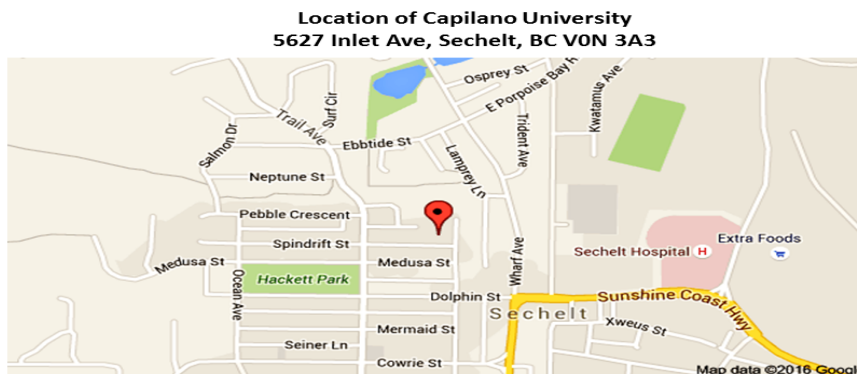 Location of Capilano University
5627 Inlet Ave, Sechelt, BC V0N 3A3
Osprey St
E Porpoise Bay R
Kwatamus Ave
Surf Cir
Trail Ave
Trident Ave
Salmon Dr
Ebbtide St
Lamprey Ln
Neptune St
Pebble Crescent
Spindrift St
Medusa St
Medusa St
Hackett Park
Ocean Ave
Wharf Ave
Sechelt Hospital H
Extra Foods
Dolphin St
Sunshine Coast Hwy
Sechelt
Mermaid St
Xweus St
Seiner Ln
Cowrie St
Map data ©2016 Google